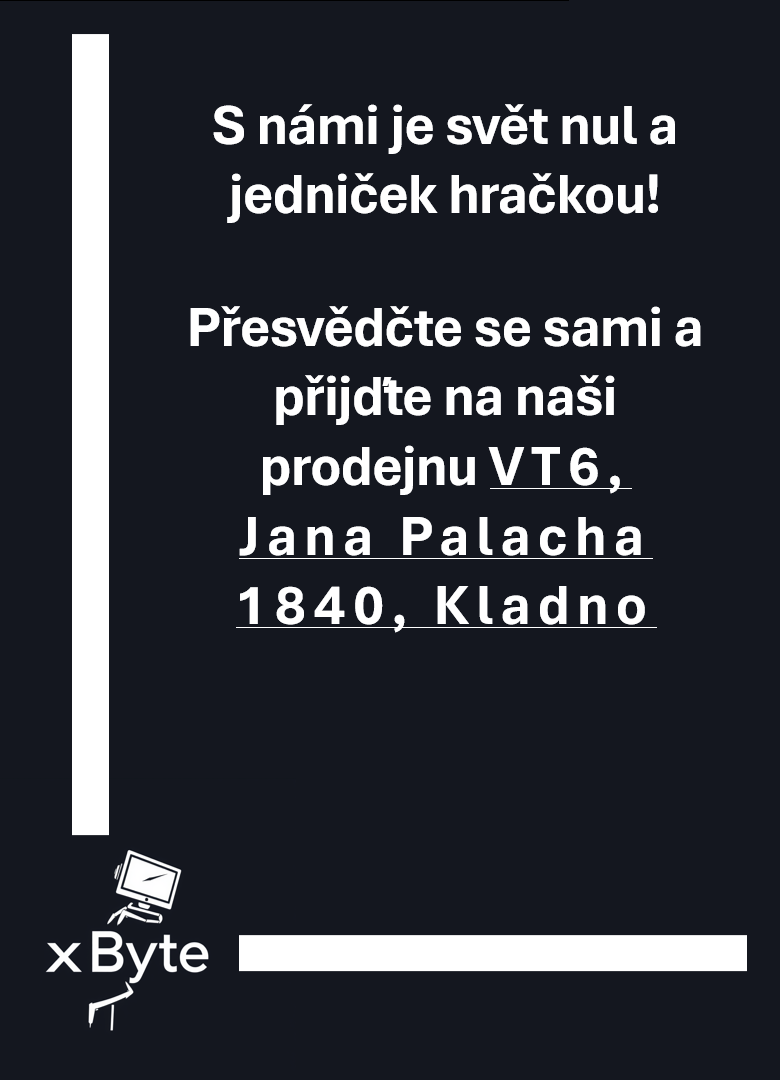 S námi je svět nul a
jedniček hračkou!
Přesvědčte se sami a
přijďte na naši
prodejnu VT6,
Jana Palacha
1840, Kladno
xByte